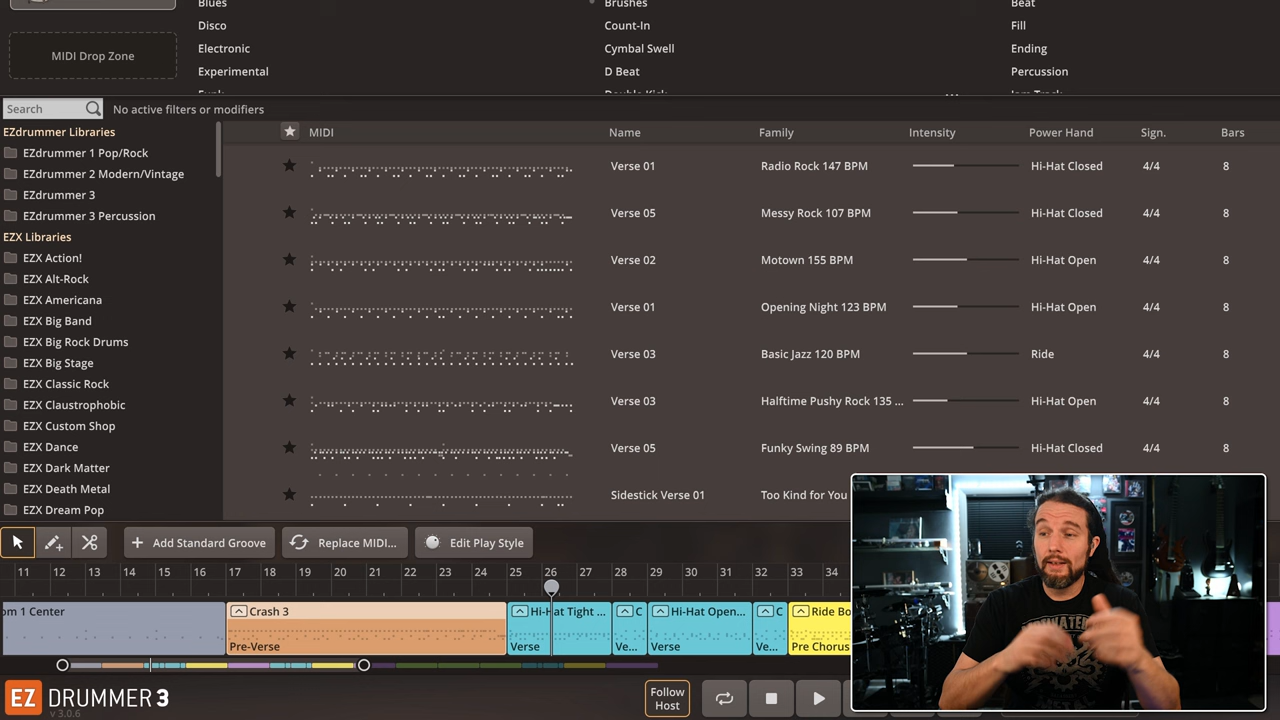 Blues Brushes Beat
Disco Count-In Fill
Electronic Cymbal Swell Ending
Experimental D Beat Percussion
MIDI Drop Zone
Search No active filters or modifiers
EZdrummer Libraries
EZdrummer 1 Pop/Rock
EZdrummer 2 Modern/Vintage
EZdrummer 3
EZdrummer 3 Percussion
EZX Libraries
EZX Action!
EZX Alt-Rock
EZX Americana
EZX Big Band
EZX Big Rock Drums
EZX Big Stage
EZX Classic Rock
EZX Claustrophobic
EZX Custom Shop
EZX Dance
EZX Dark Matter
EZX Death Metal
EZX Dream Pop
MIDI Name Family Intensity Power Hand Sign. Bars
Verse 01 Radio Rock 147 BPM Hi-Hat Closed 4/4 8
Verse 05 Messy Rock 107 BPM Hi-Hat Closed 4/4 8
Verse 02 Motown 155 BPM Hi-Hat Open 4/4 8
Verse 01 Opening Night 123 BPM Hi-Hat Open 4/4 8
Verse 03 Basic Jazz 120 BPM Ride 4/4 8
Verse 03 Halftime Pushy Rock 135 ... Hi-Hat Open 4/4 8
Verse 05 Funky Swing 89 BPM Hi-Hat Closed 4/4 8
Sidestick Verse 01 Too Kind for You
Add Standard Groove Replace MIDI... Edit Play Style
11 12 13 14 15 16 17 18 19 20 21 22 23 24 25 26 27 28 29 30 31 32 33 34
om 1 Center Crash 3 Hi-Hat Tight ... C Hi-Hat Open... C Ride Bo
Pre-Verse Verse Ve... Verse Ve... Pre Chorus
EZ DRUMMER 3
v 3.0.6
Follow
Host